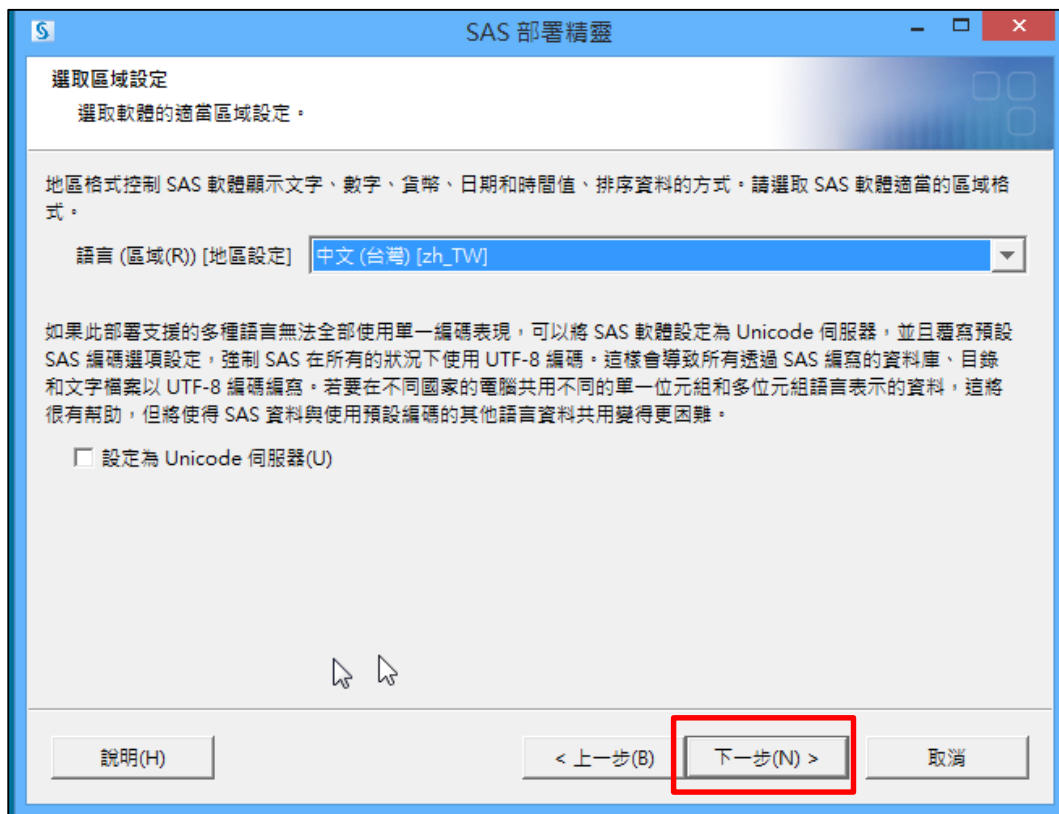 SAS 部署精靈
選取區域設定
選取軟體的適當區域設定。
地區格式控制 SAS 軟體顯示文字、數字、貨幣、日期和時間值、排序資料的方式。請選取 SAS 軟體適當的區域格
式。
語言 (區域(R)) [地區設定] 中文 (台灣) [zh_TW]
如果此部署支援的多種語言無法全部使用單一編碼表現，可以將 SAS 軟體設定為 Unicode 伺服器，並且覆寫預設
SAS 編碼選項設定，強制 SAS 在所有的狀況下使用 UTF-8 編碼。這樣會導致所有透過 SAS 編寫的資料庫、目錄
和文字檔案以 UTF-8 編碼編寫。若要在不同國家的電腦共用不同的單一位元組和多位元組語言表示的資料，這將
很有幫助，但將使得 SAS 資料與使用預設編碼的其他語言資料共用變得更困難。
設定為 Unicode 伺服器(U)
說明(H) < 上一步(B) 下一步(N) > 取消